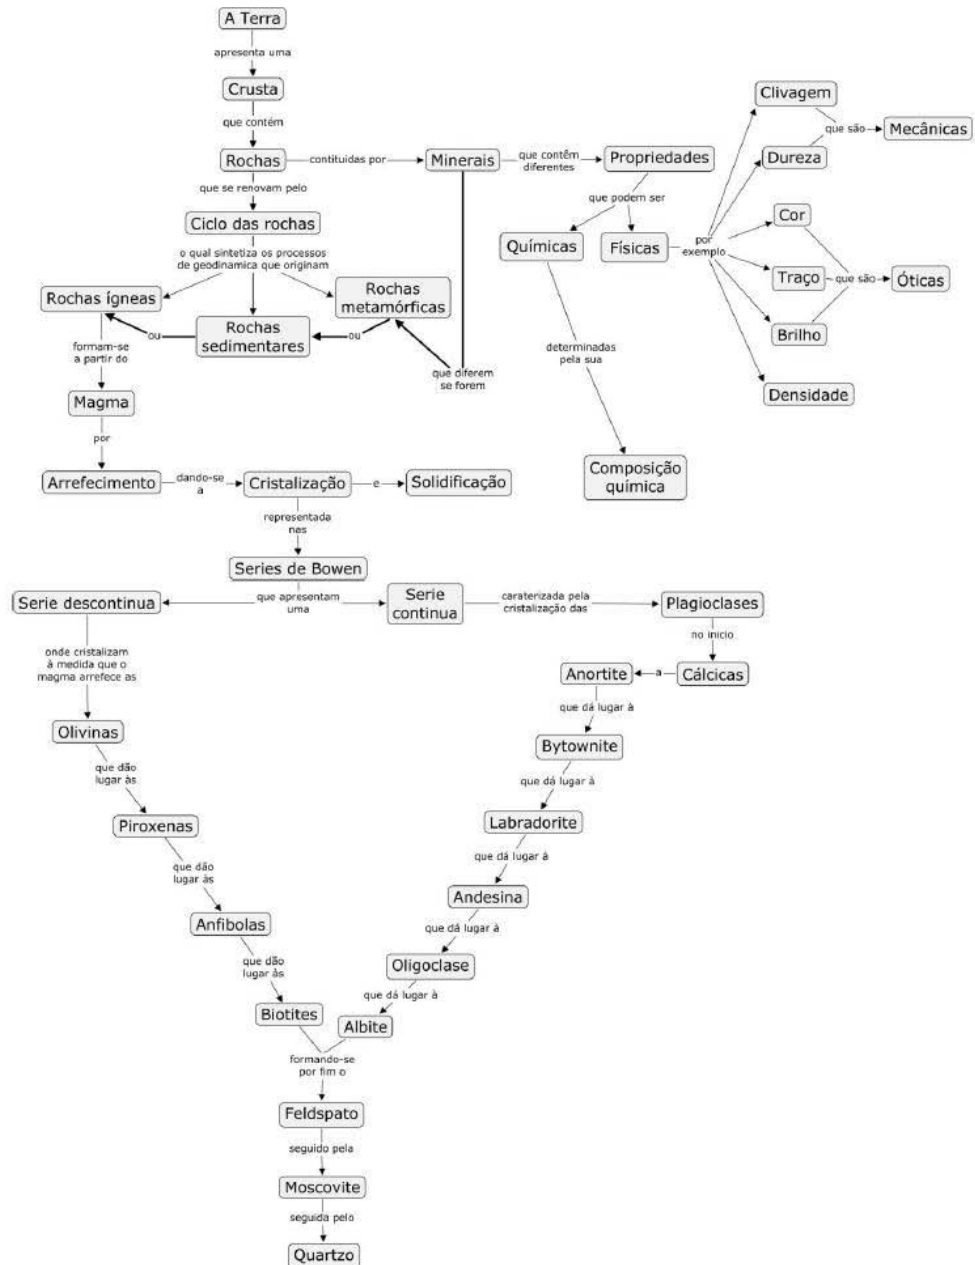 A Terra
apresenta uma
Crusta
que contém
Rochas
contituidas por
Minerais
que contêm
diferentes
Propriedades
que podem ser
Químicas
Físicas
por
exemplo
Clivagem
Dureza
que são
Mecânicas
Cor
Traço
Brilho
que são
Óticas
Densidade
determinadas
pela sua
Composição
química
que se renovam pelo
Ciclo das rochas
o qual sintetiza os processos
de geodinamica que originam
Rochas ígneas
ou
Rochas
sedimentares
ou
Rochas
metamórficas
que diferem
se forem
formam-se
a partir do
Magma
por
Arrefecimento
dando-se
a
Cristalização
e
Solidificação
representada
nas
Series de Bowen
que apresentam
uma
Serie descontinua
Serie
continua
caraterizada pela
cristalização das
Plagioclases
no inicio
Cálcicas
a
Anortite
que dá lugar à
Bytownite
que dá lugar à
Labradorite
que dá lugar à
Andesina
que dá lugar à
Oligoclase
que dá lugar à
Albite
onde cristalizam
à medida que o
magma arrefece as
Olivinas
que dão
lugar às
Piroxenas
que dão
lugar às
Anfibolas
que dão
lugar às
Biotites
formando-se
por fim o
Feldspato
seguido pela
Moscovite
seguida pelo
Quartzo